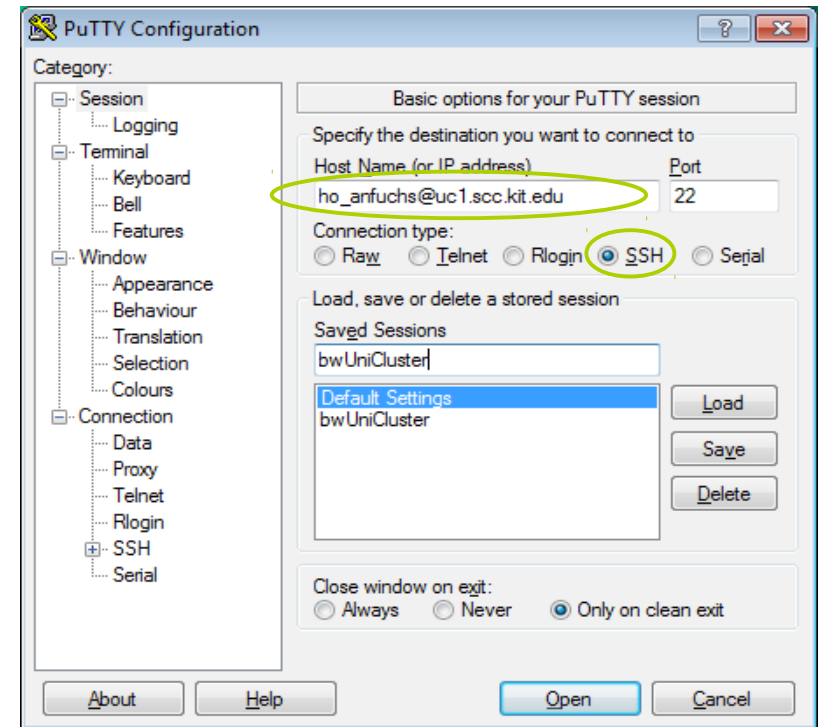 PuTTY Configuration
Category:
Session
Logging
Terminal
Keyboard
Bell
Features
Window
Appearance
Behaviour
Translation
Selection
Colours
Connection
Data
Proxy
Telnet
Rlogin
SSH
Serial
Basic options for your PuTTY session
Specify the destination you want to connect to
Host Name (or IP address) Port
ho_anfuchs@uc1.scc.kit.edu 22
Connection type:
Raw Telnet Rlogin SSH Serial
Load, save or delete a stored session
Saved Sessions
bwUniCluster
Default Settings
bwUniCluster
Load
Save
Delete
Close window on exit:
Always Never Only on clean exit
About Help Open Cancel